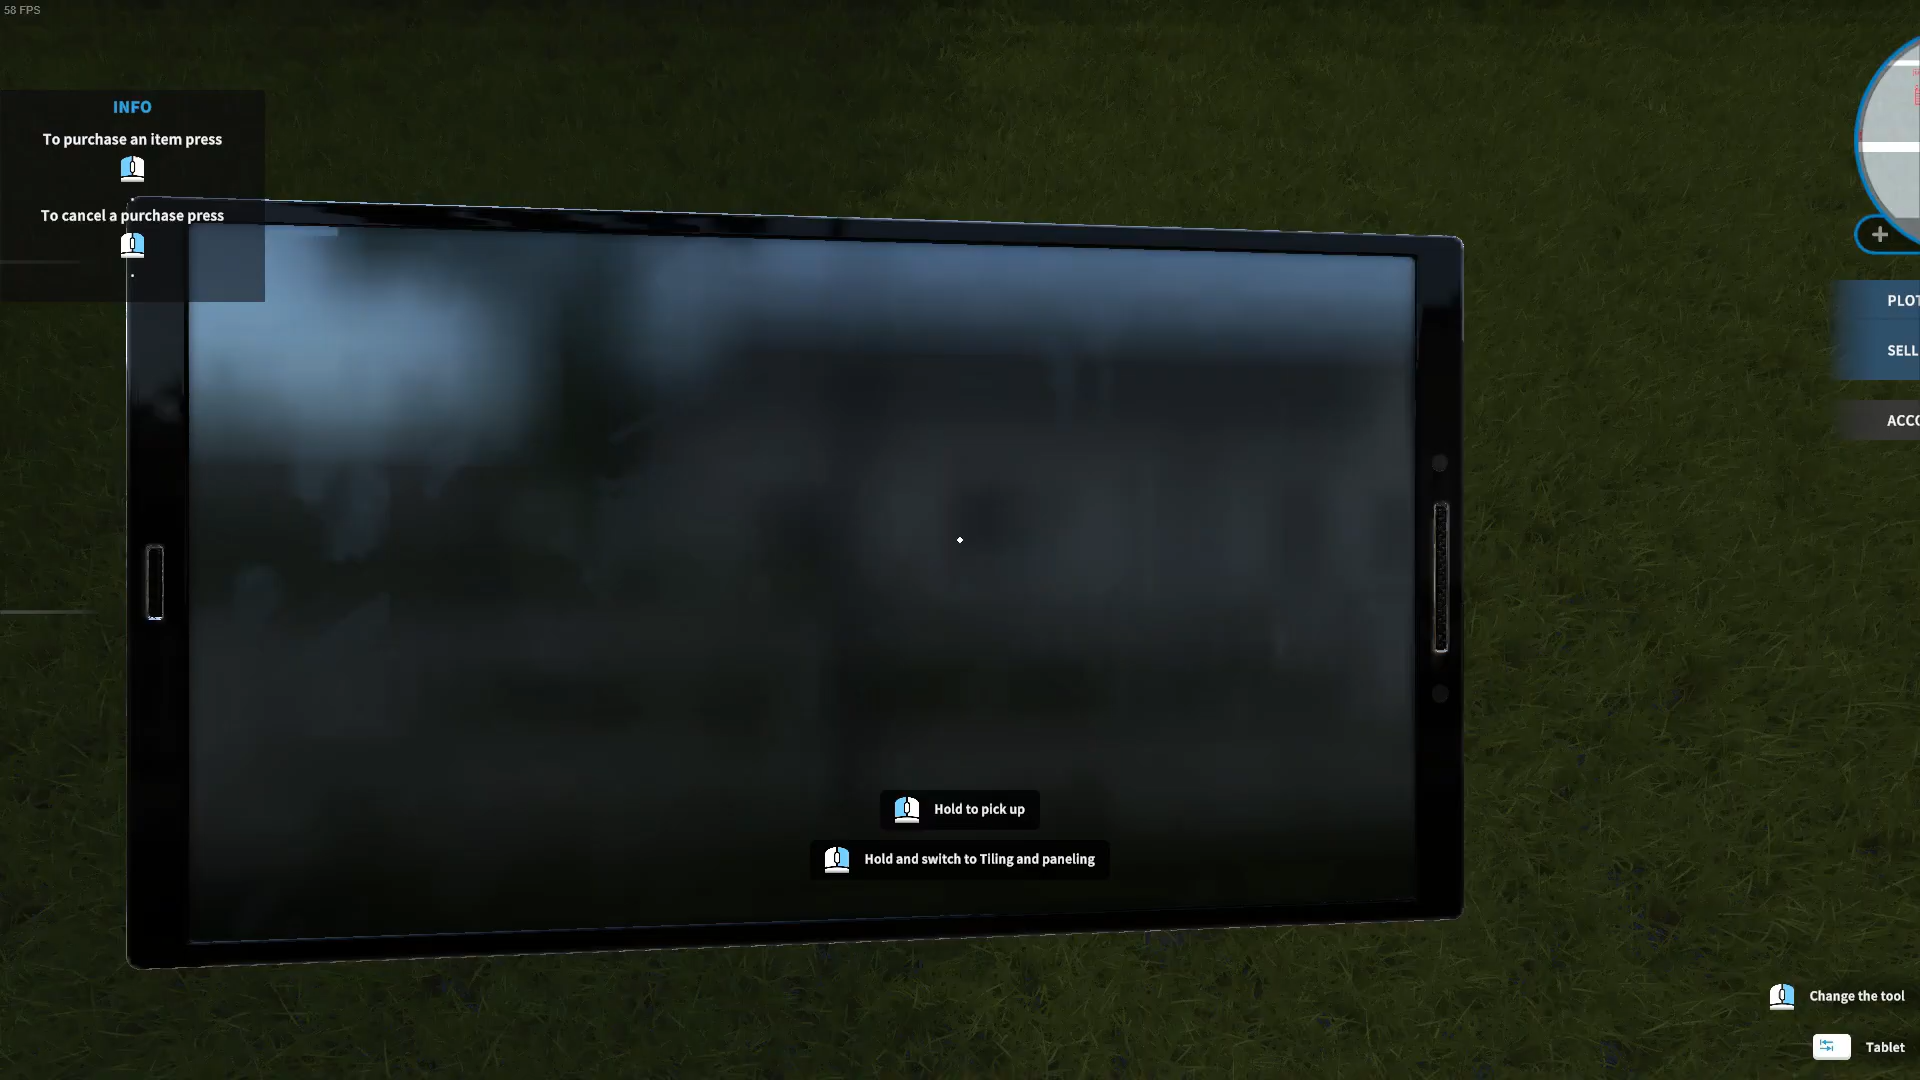 58 FPS
INFO
To purchase an item press
To cancel a purchase press
PLOT
SELL
ACCO
Hold to pick up
Hold and switch to Tiling and paneling
Change the tool
Tablet